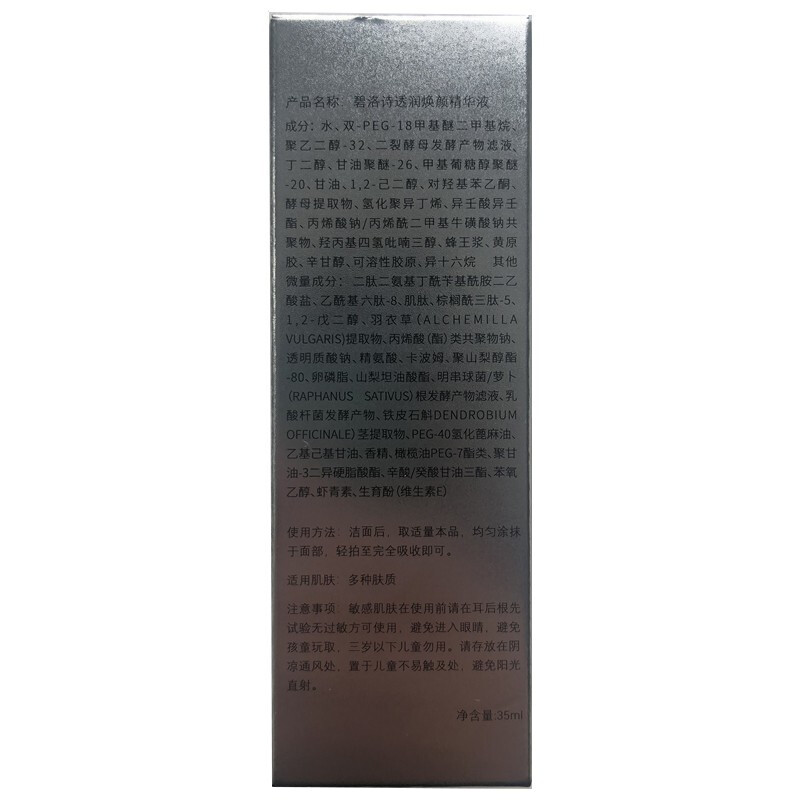 产品名称：碧洛诗透润焕颜精华液
成分：水、双-PEG-18甲基醚二甲基烷、
聚乙二醇-32、二裂酵母发酵产物滤液、
丁二醇、甘油聚醚-26、甲基葡糖醇聚醚
-20、甘油、1,2-己二醇、对羟基苯乙酮、
酵母提取物、氢化聚异丁烯、异壬酸异壬
酯、丙烯酸钠/丙烯酰二甲基牛磺酸钠共
聚物、羟丙基四氢吡喃三醇、蜂王浆、黄原
胶、辛甘醇、可溶性胶原、异十六烷 其他
微量成分：二肽二氨基丁酰苄基酰胺二乙
酸盐、乙酰基六肽-8、肌肽、棕榈酰三肽-5、
1,2-戊二醇、羽衣草(ALCHEMILLA
VULGARIS)提取物、丙烯酸(酯)类共聚物钠、
透明质酸钠、精氨酸、卡波姆、聚山梨醇酯
-80、卵磷脂、山梨坦油酸酯、明串球菌/萝卜
(RAPHANUS SATIVUS)根发酵产物滤液、乳
酸杆菌发酵产物、铁皮石斛DENDROBIUM
OFFICINALE)茎提取物、PEG-40氢化蓖麻油、
乙基己基甘油、香精、橄榄油PEG-7酯类、聚甘
油-3二异硬脂酸酯、辛酸/癸酸甘油三酯、苯氧
乙醇、虾青素、生育酚(维生素E)
使用方法：洁面后，取适量本品，均匀涂抹
于面部，轻拍至完全吸收即可。
适用肌肤：多种肤质
注意事项：敏感肌肤在使用前请在耳后根先
试验无过敏方可使用，避免进入眼睛，避免
孩童玩取，三岁以下儿童勿用。请存放在阴
凉通风处，置于儿童不易触及处，避免阳光
直射。
净含量:35ml